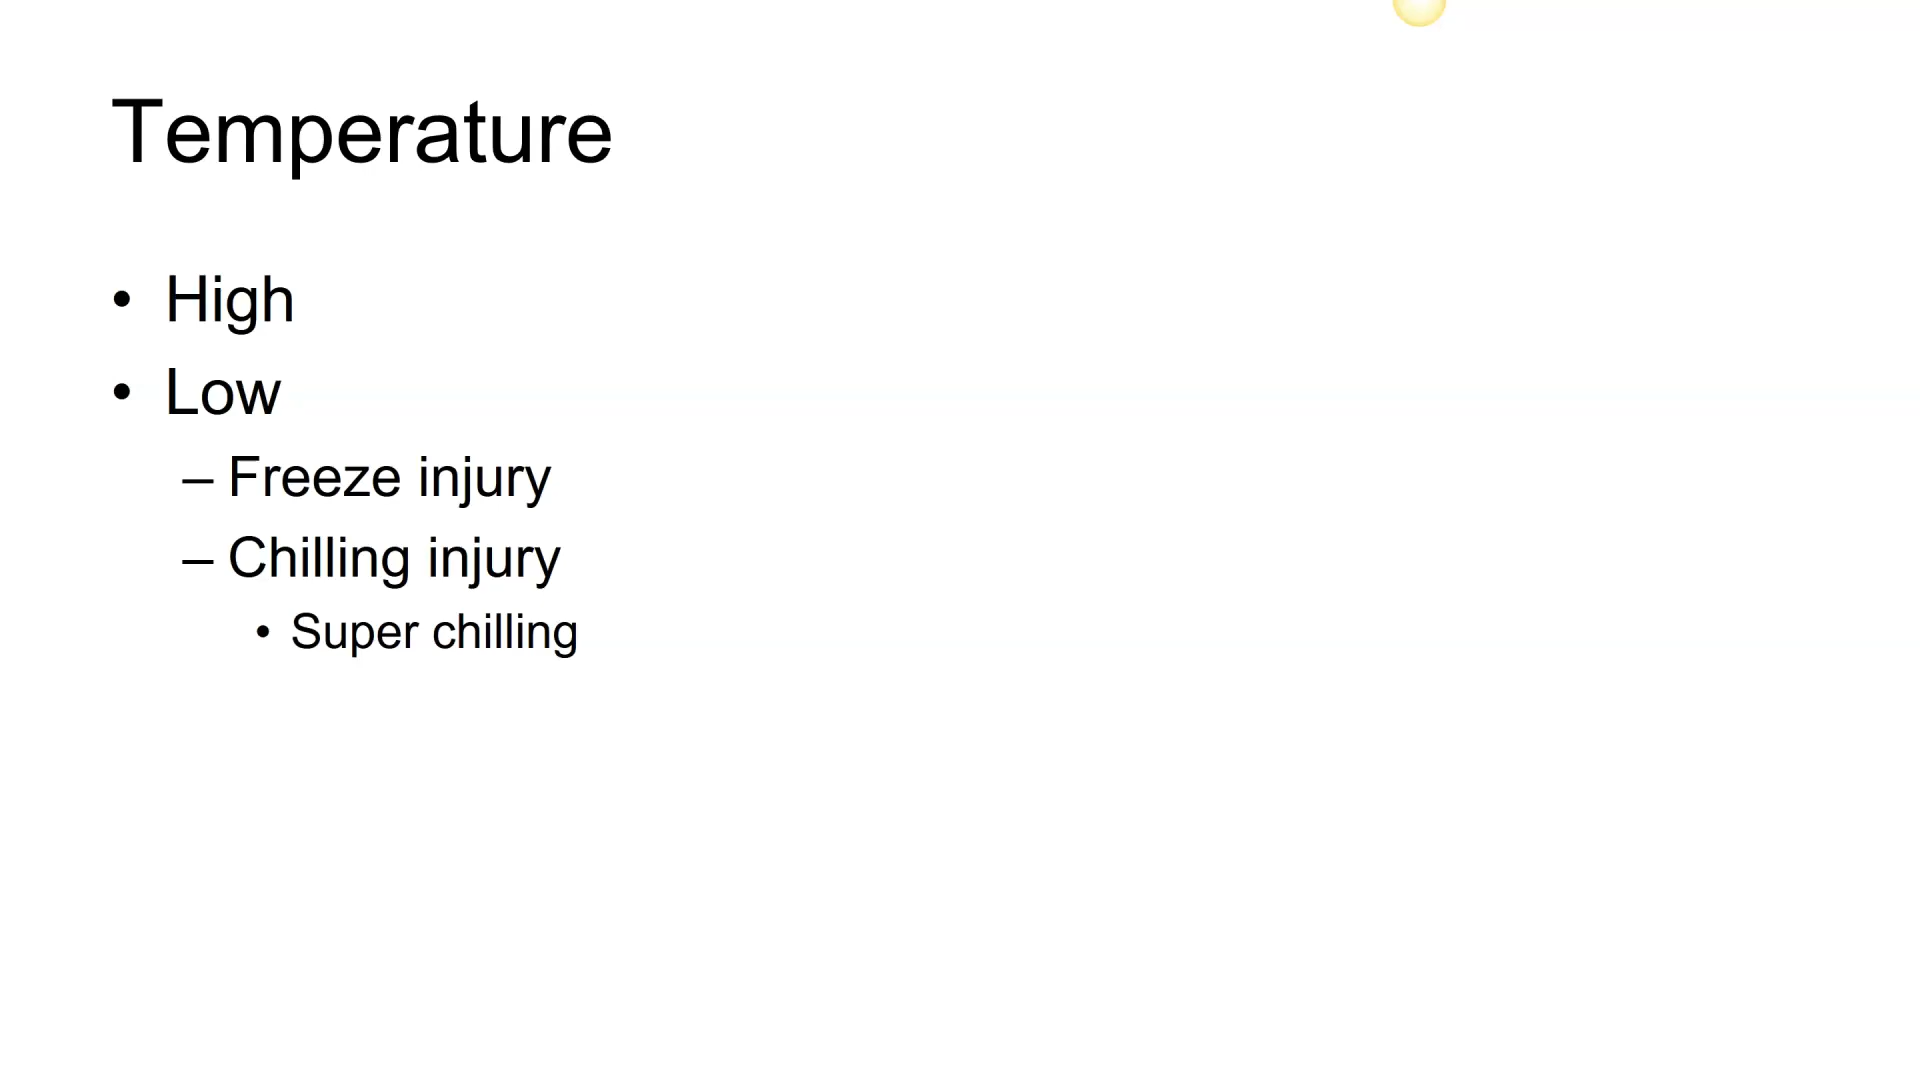 Temperature
• High
• Low
– Freeze injury
– Chilling injury
• Super chilling